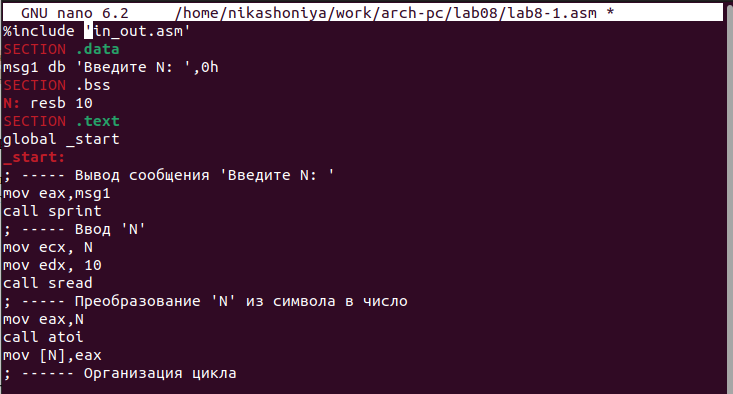 GNU nano 6.2 /home/nikashoniya/work/arch-pc/lab08/lab8-1.asm *
%include 'in_out.asm'
SECTION .data
msg1 db 'Введите N: ',0h
SECTION .bss
N: resb 10
SECTION .text
global _start
_start:
; ----- Вывод сообщения 'Введите N: '
mov eax,msg1
call sprint
; ----- Ввод 'N'
mov ecx, N
mov edx, 10
call sread
; ----- Преобразование 'N' из символа в число
mov eax,N
call atoi
mov [N],eax
; ------ Организация цикла